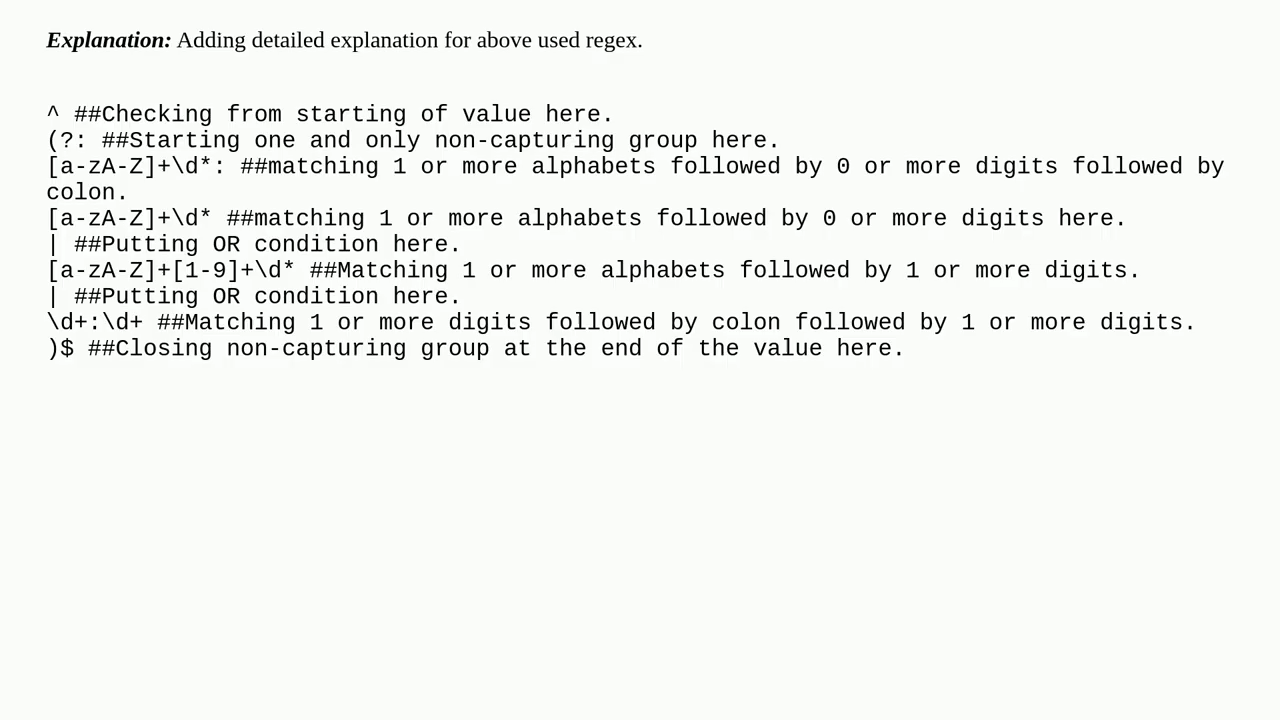 Explanation: Adding detailed explanation for above used regex.
^ ##Checking from starting of value here.
(?: ##Starting one and only non-capturing group here.
[a-zA-Z]+\d*: ##matching 1 or more alphabets followed by 0 or more digits followed by
colon.
[a-zA-Z]+\d* ##matching 1 or more alphabets followed by 0 or more digits here.
| ##Putting OR condition here.
[a-zA-Z]+[1-9]+\d* ##Matching 1 or more alphabets followed by 1 or more digits.
| ##Putting OR condition here.
\d+:\d+ ##Matching 1 or more digits followed by colon followed by 1 or more digits.
)$ ##Closing non-capturing group at the end of the value here.